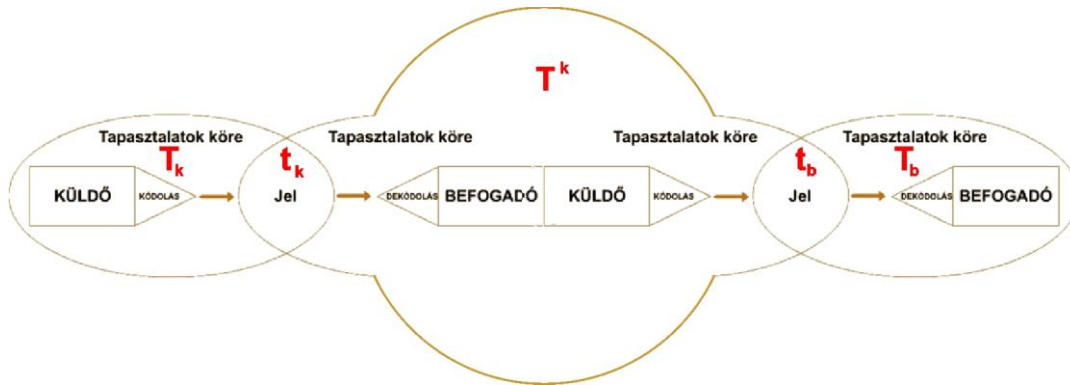 T^k
Tapasztalatok köre Tapasztalatok köre Tapasztalatok köre Tapasztalatok köre
T_k t_k t_b T_b
KÜLDŐ KÓDOLÁS Jel DEKÓDOLÁS BEFOGADÓ KÜLDŐ KÓDOLÁS Jel DEKÓDOLÁS BEFOGADÓ